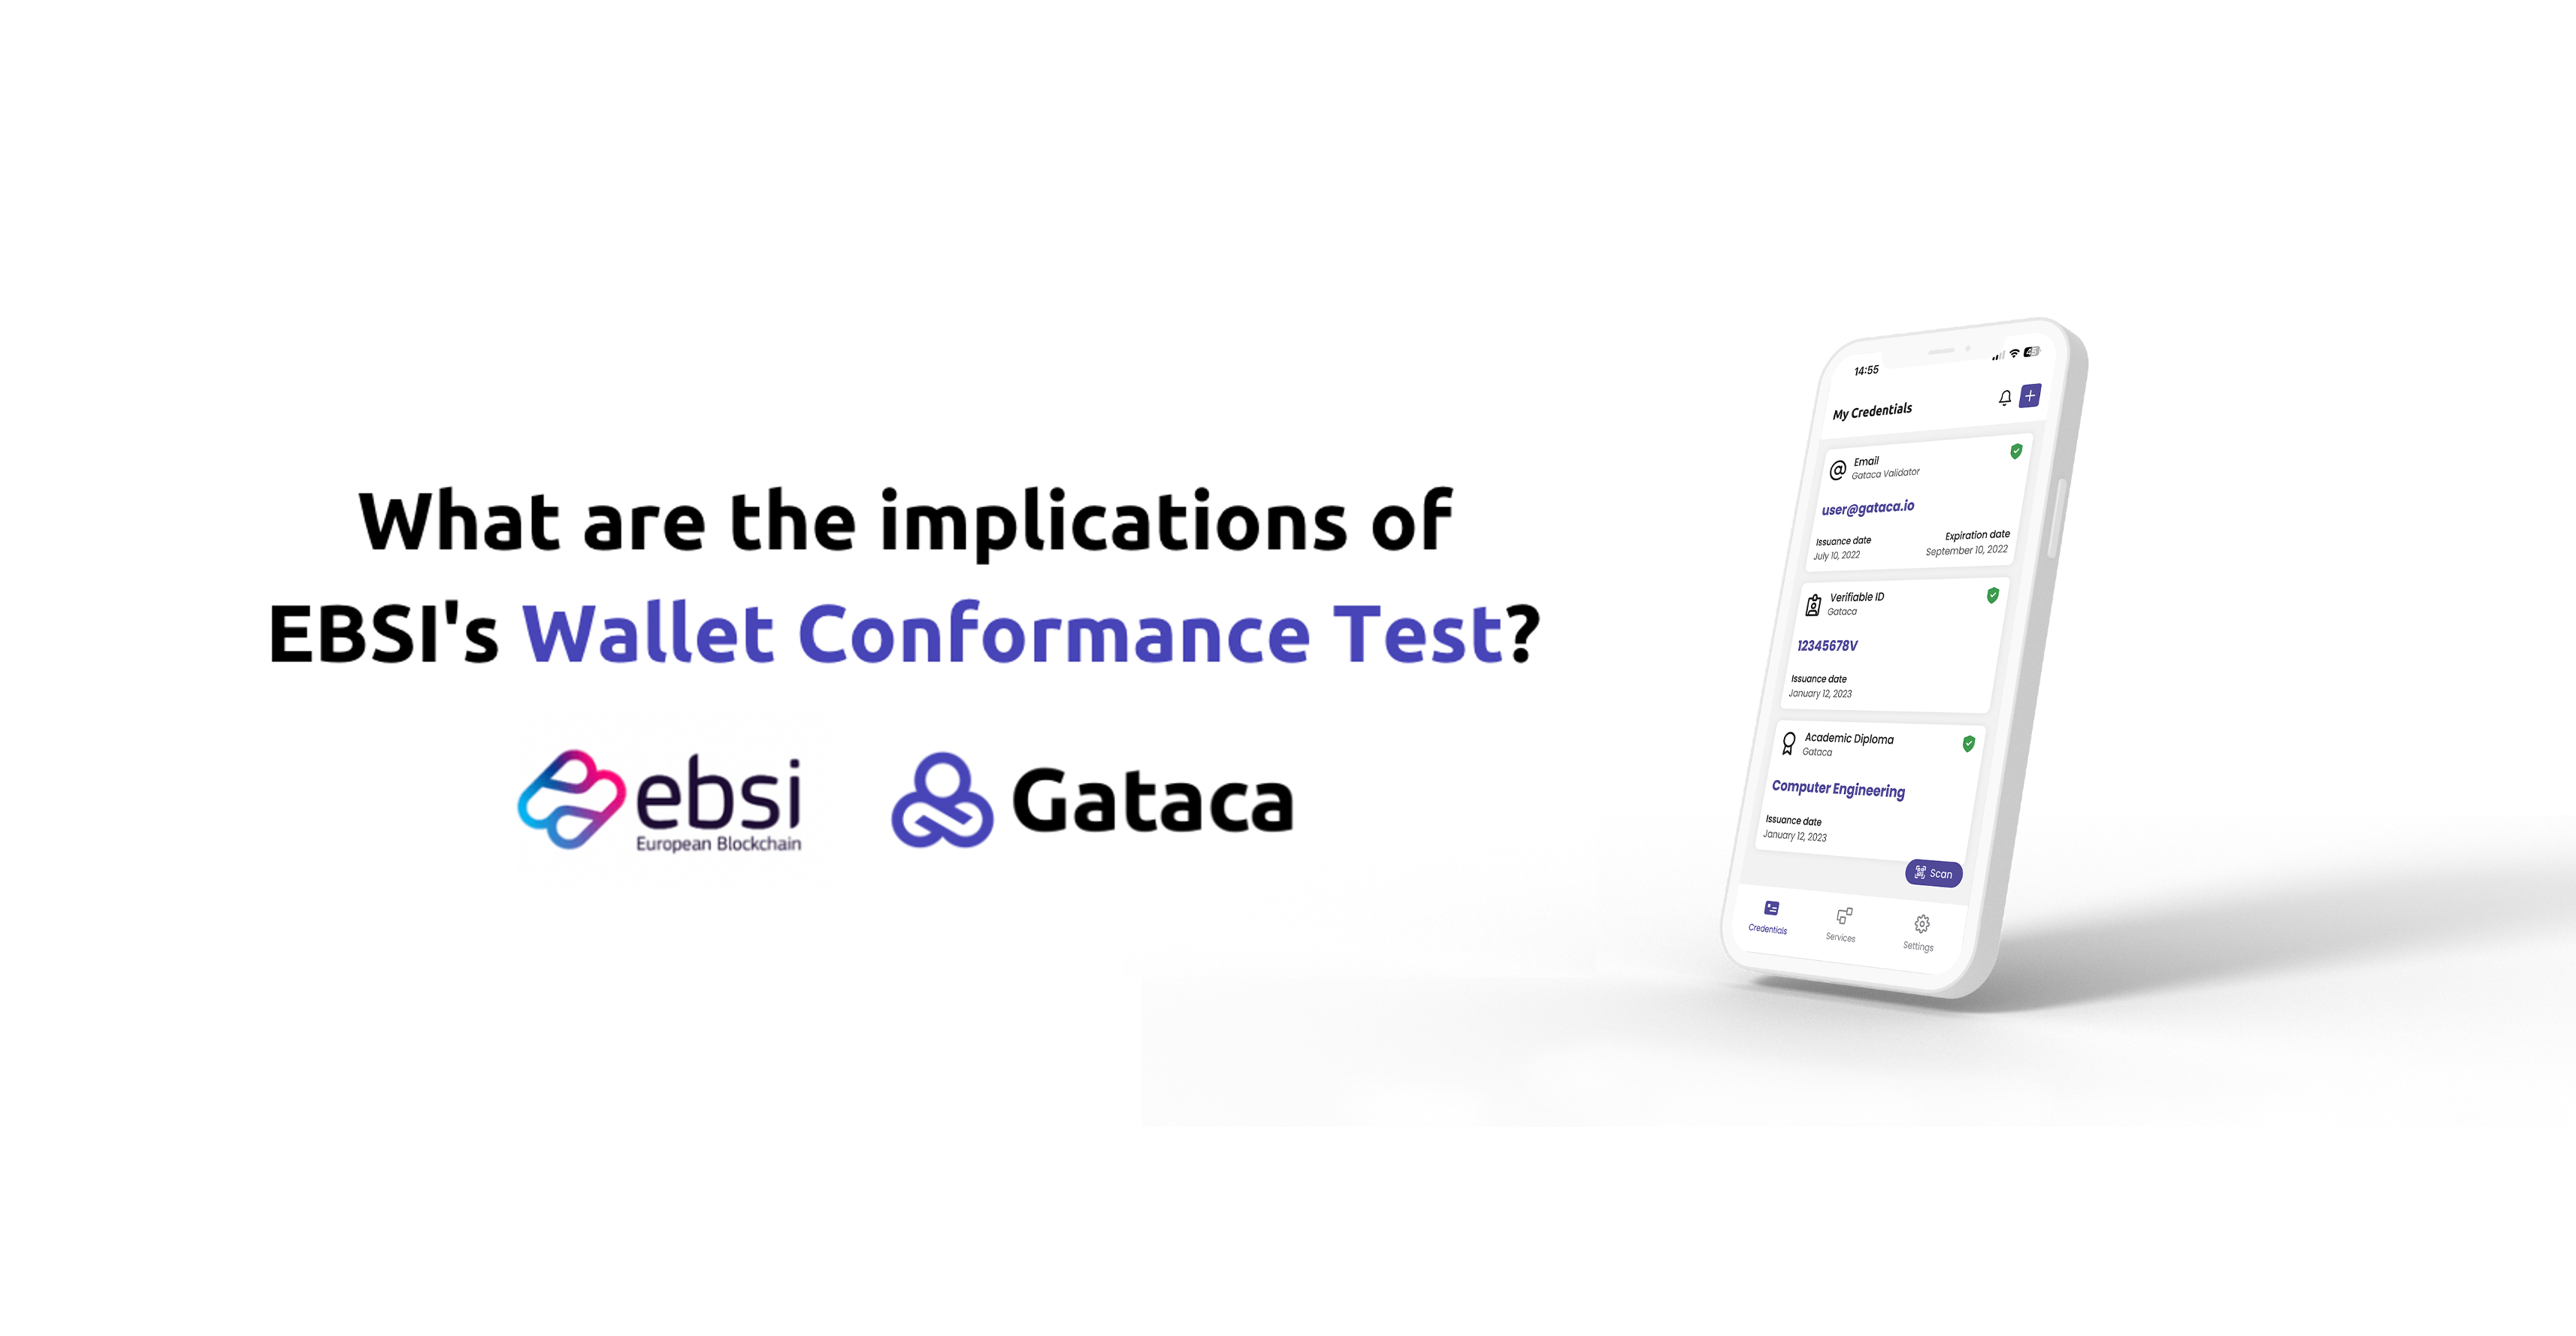 What are the implications of
EBSI's Wallet Conformance Test?
ebsi
European Blockchain
Gataca
14:55
45
My Credentials
Email
Gataca Validator
user@gataca.io
Issuance date
Expiration date
July 10, 2022
September 10, 2022
Verifiable ID
Gataca
12345678V
Issuance date
January 12, 2023
Academic Diploma
Gataca
Computer Engineering
Issuance date
January 12, 2023
Scan
Credentials
Services
Settings